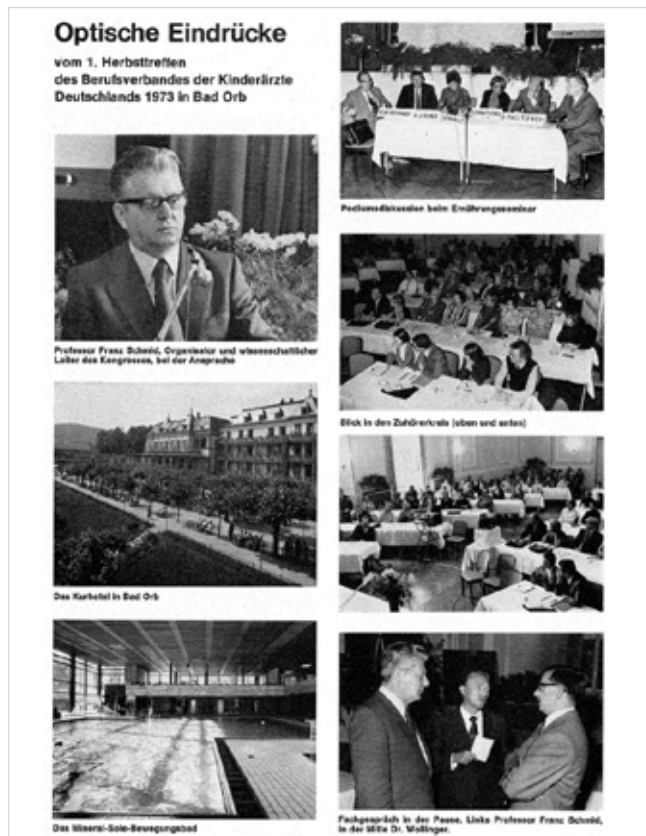 Optische Eindrücke
vom 1. Herbsttreffen
des Berufsverbandes der Kinderärzte
Deutschlands 1973 in Bad Orb
Professor Franz Schmid, Organisator und wissenschaftlicher
Leiter des Kongresses, bei der Ansprache
Das Kurhotel in Bad Orb
Das Mineral-Sole-Bewegungsbad
Podiumsdiskussion beim Ernährungsseminar
Blick in den Zuhörerkreis (oben und unten)
Fachgespräch in der Pause. Links Professor Franz Schmid,
in der Mitte Dr. Mollinger.